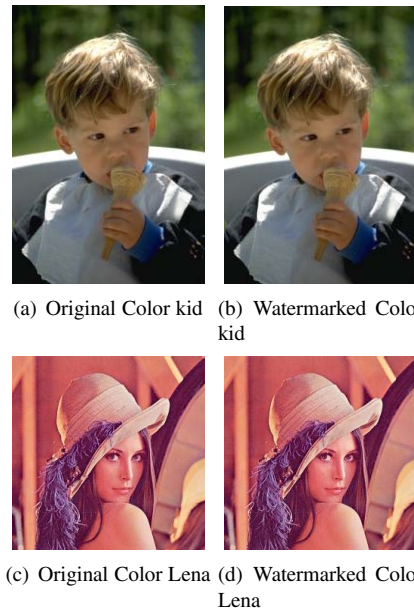 (a) Original Color kid
(b) Watermarked Colo
kid
(c) Original Color Lena
(d) Watermarked Colo
Lena